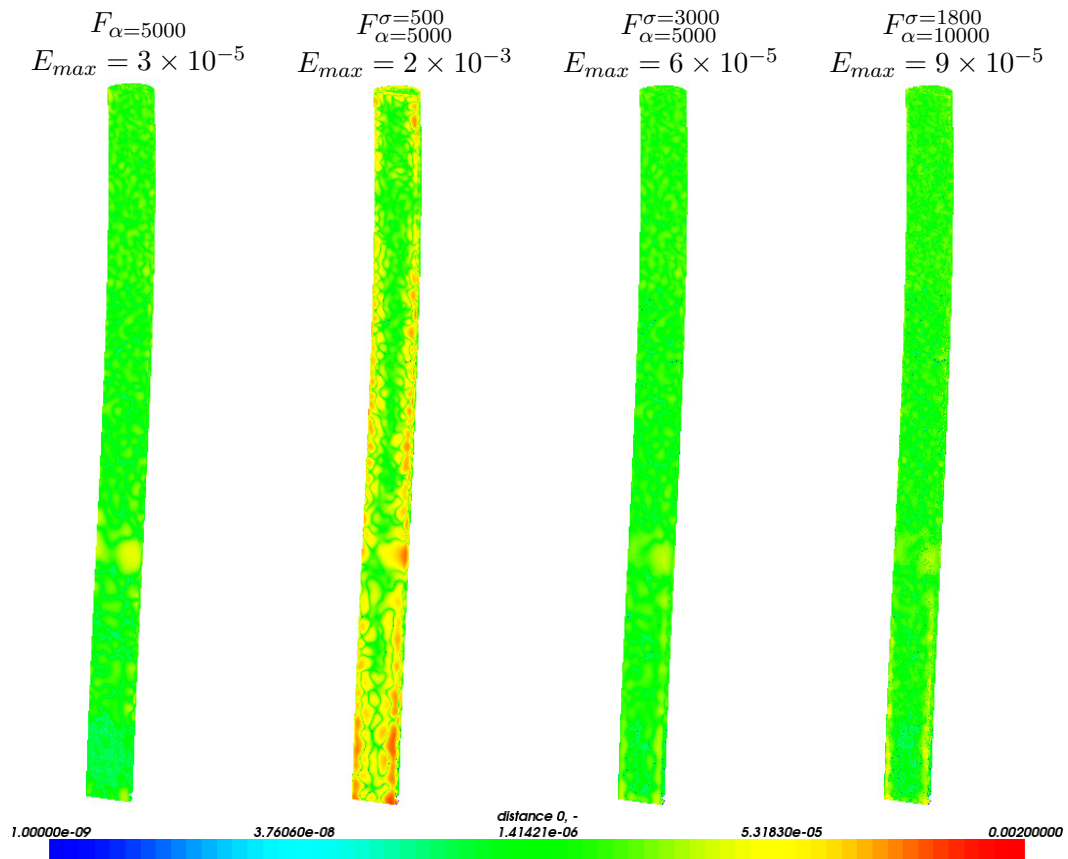 F_{α=5000} F^{σ=500}_{α=5000} F^{σ=3000}_{α=5000} F^{σ=1800}_{α=10000}
E_{max} = 3 × 10^{-5} E_{max} = 2 × 10^{-3} E_{max} = 6 × 10^{-5} E_{max} = 9 × 10^{-5}
distance 0, -
1.00000e-09 3.76060e-08 1.41421e-06 5.31830e-05 0.00200000